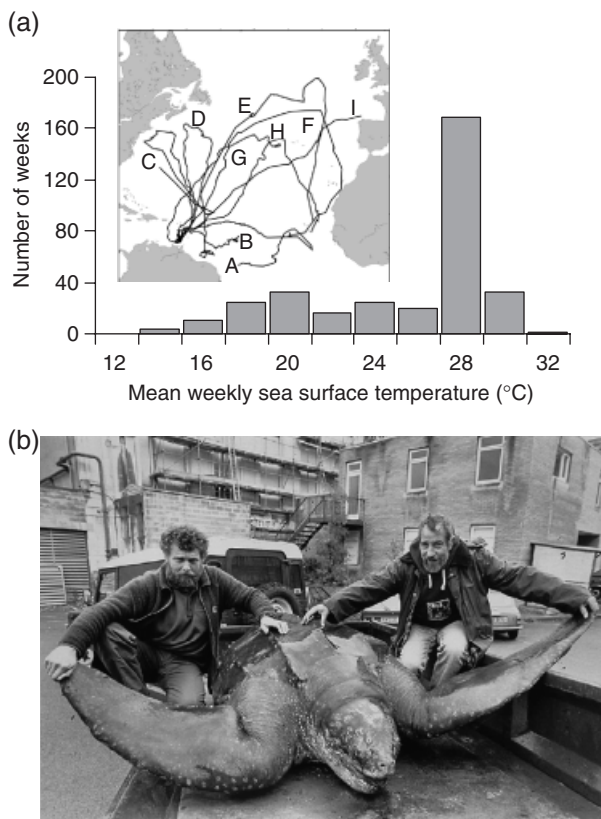 (a)
200
160
120
80
40
0
Number of weeks
E
I
D
F
H
C
G
B
A
12 16 20 24 28 32
Mean weekly sea surface temperature (°C)
(b)